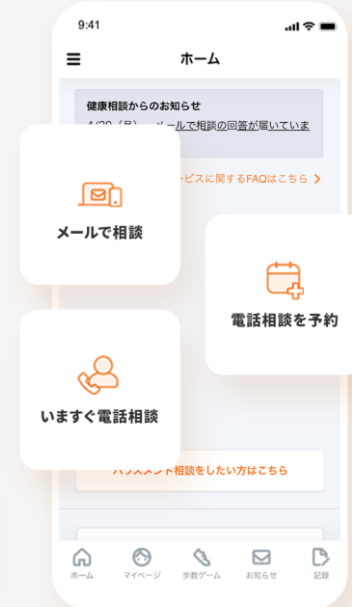 9:41
ホーム
健康相談からのお知らせ
メールで相談の回答が届いていま
ービスに関するFAQはこちら
メールで相談
電話相談を予約
いますぐ電話相談
ハラスメント相談をしたい方はこちら
ホーム マイページ 歩数ゲーム お知らせ 記録